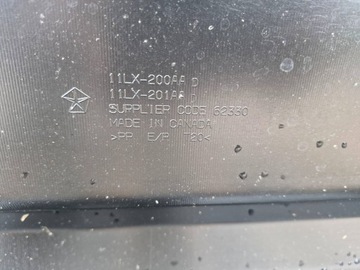 11LX-200AA D
11LX-201AA
SUPPLIER CODE 62330
MADE IN CANADA
>PP E/R T20<